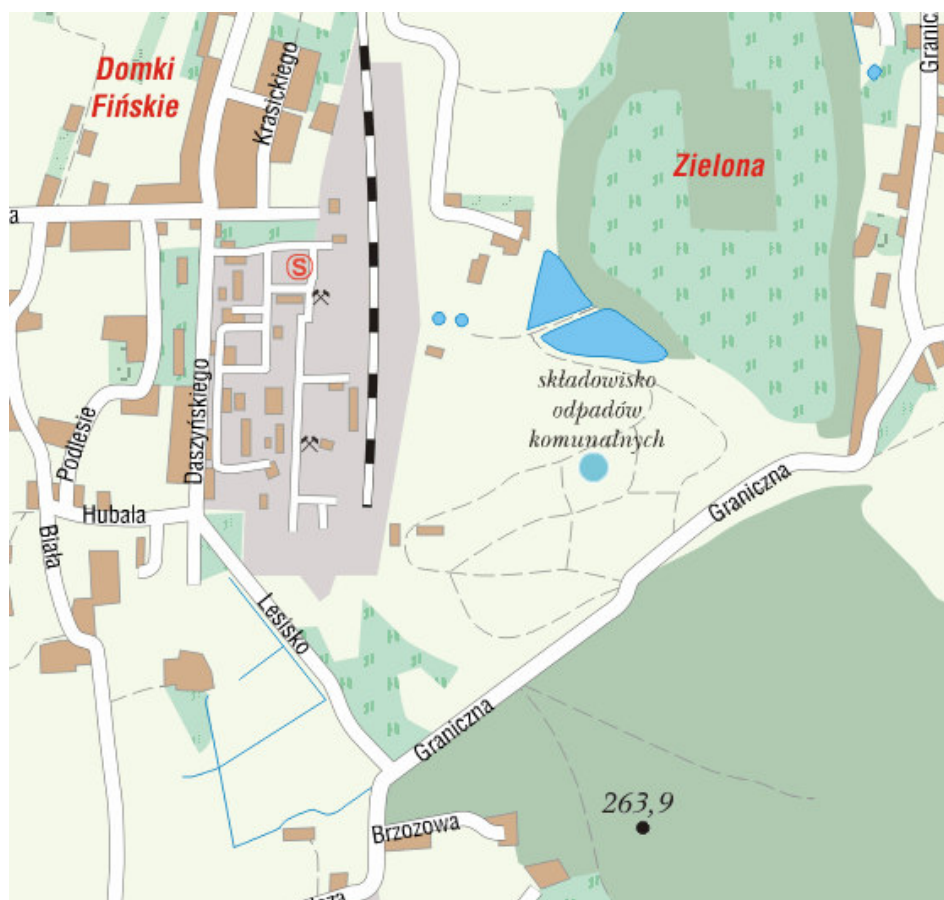 Domki
Fińskie
Krasickiego
Granic
Zielona
a
S
składowisko
odpadów
komunalnych
Podlesie
Daszyńskiego
Hubala
Biała
Graniczna
Lesisko
Graniczna
263,9
Brzozowa